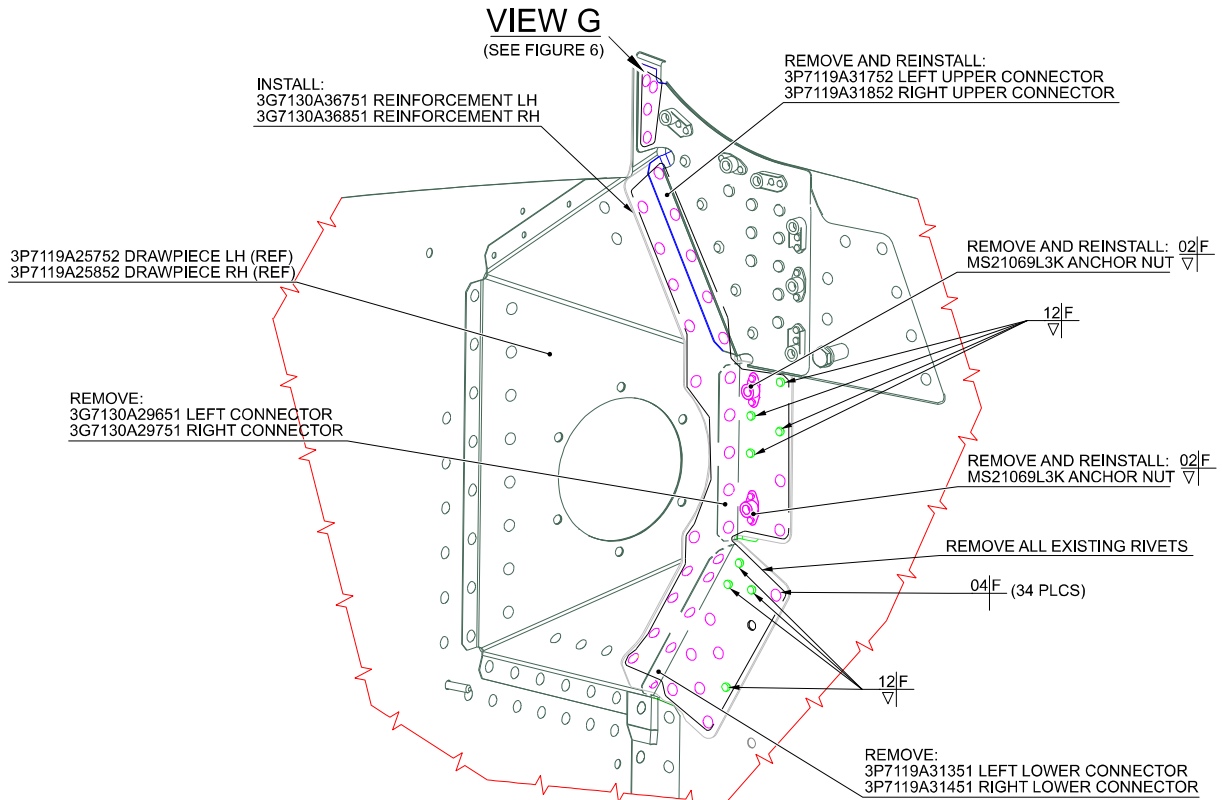 VIEW G
(SEE FIGURE 6)
INSTALL:
3G7130A36751 REINFORCEMENT LH
3G7130A36851 REINFORCEMENT RH
REMOVE AND REINSTALL:
3P7119A31752 LEFT UPPER CONNECTOR
3P7119A31852 RIGHT UPPER CONNECTOR
3P7119A25752 DRAWPIECE LH (REF)
3P7119A25852 DRAWPIECE RH (REF)
REMOVE AND REINSTALL: 02 F
MS21069L3K ANCHOR NUT
12 F
REMOVE:
3G7130A29651 LEFT CONNECTOR
3G7130A29751 RIGHT CONNECTOR
REMOVE AND REINSTALL: 02 F
MS21069L3K ANCHOR NUT
REMOVE ALL EXISTING RIVETS
04 F (34 PLCS)
12 F
REMOVE:
3P7119A31351 LEFT LOWER CONNECTOR
3P7119A31451 RIGHT LOWER CONNECTOR